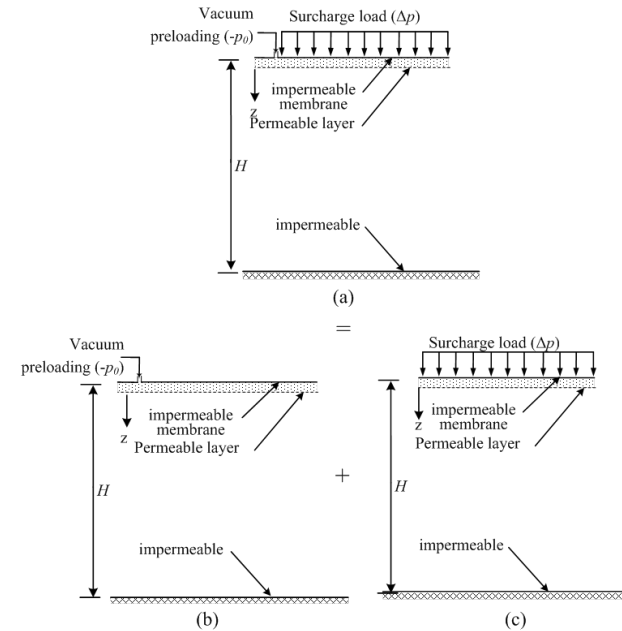 Vacuum
preloading (-p₀)
Surcharge load (Δp)
impermeable
membrane
z
Permeable layer
H
impermeable
(a)
=
Vacuum
preloading (-p₀)
impermeable
membrane
z
Permeable layer
H
impermeable
(b)
+
Surcharge load (Δp)
impermeable
z membrane
Permeable layer
H
impermeable
(c)